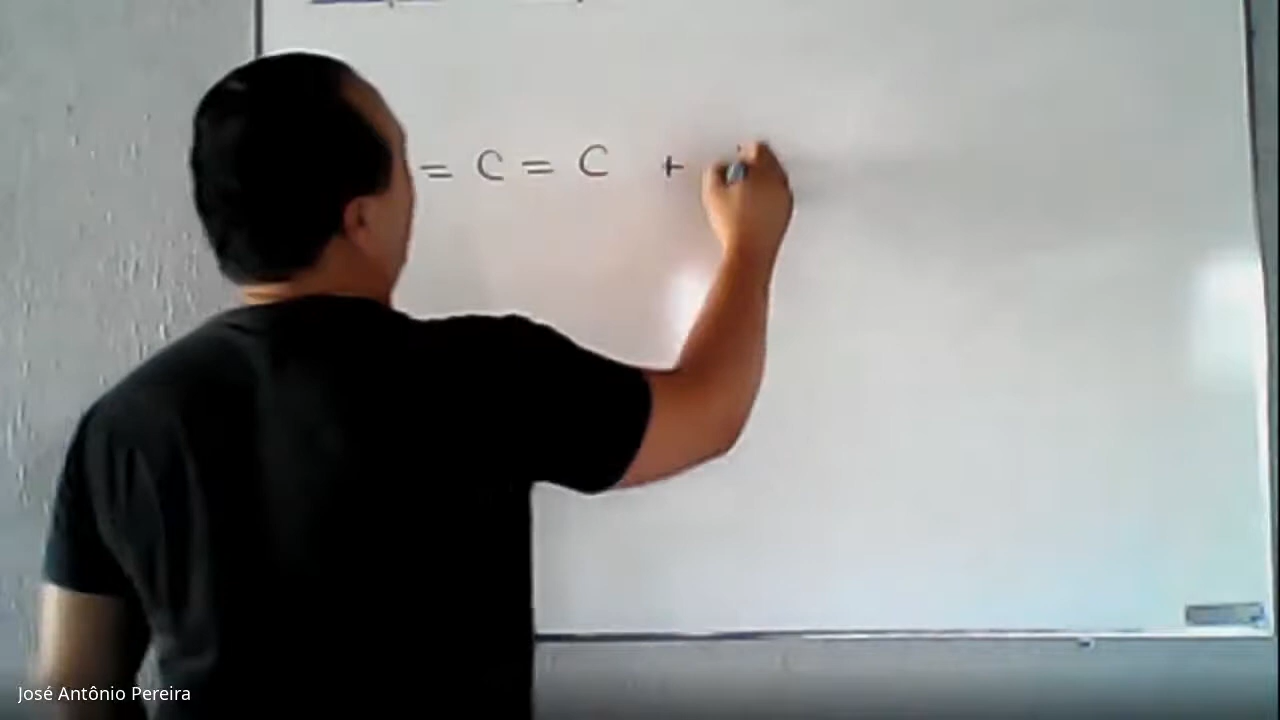 = C = C +
José Antônio Pereira